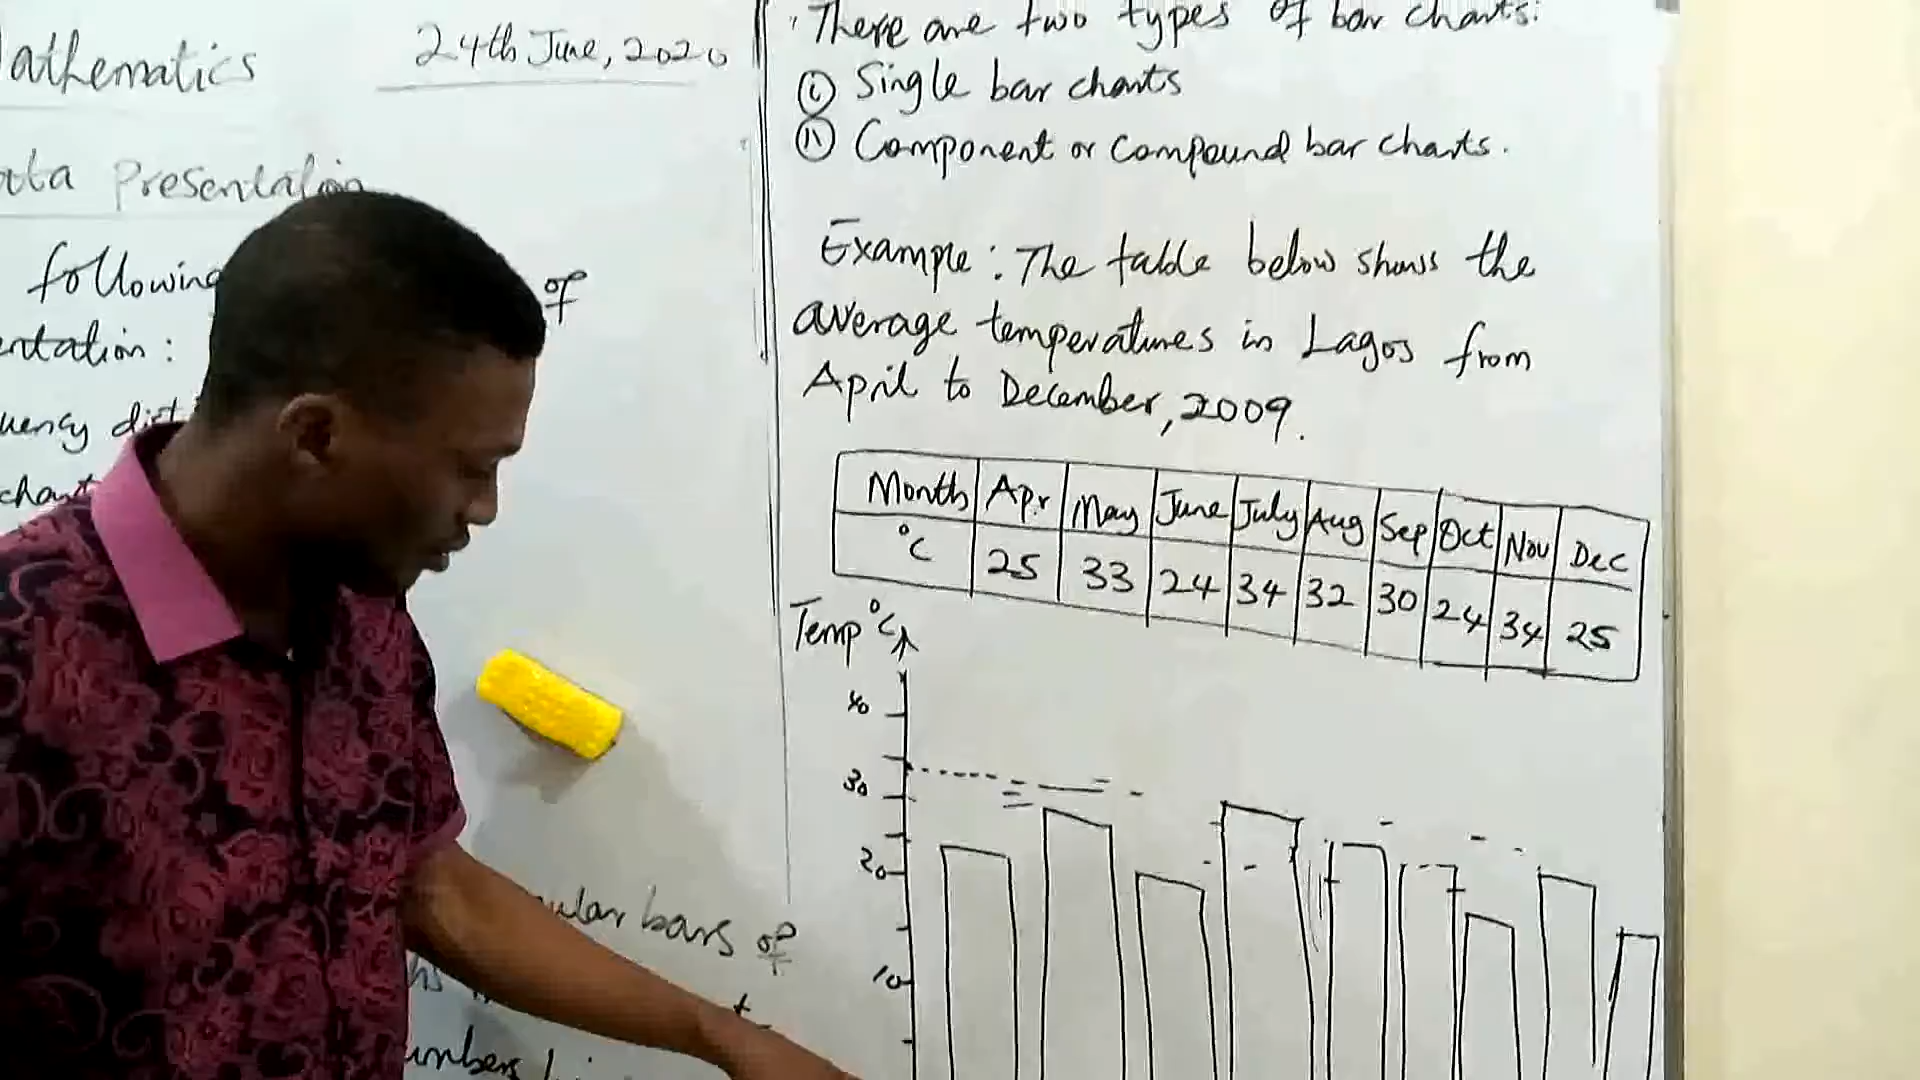 athematics
24th June, 2020
Presentation
following of
entation:
uency dist
chart
ular bars of
umbers
There are two types of bar charts:
(i) Single bar charts
(ii) Component or compound bar charts.
Example: The table below shows the
average temperatures in Lagos from
April to December, 2009.
Month Apr May June July Aug Sep Oct Nov Dec
°C 25 33 24 34 32 30 24 34 25
Temp °C
40
30
20
10